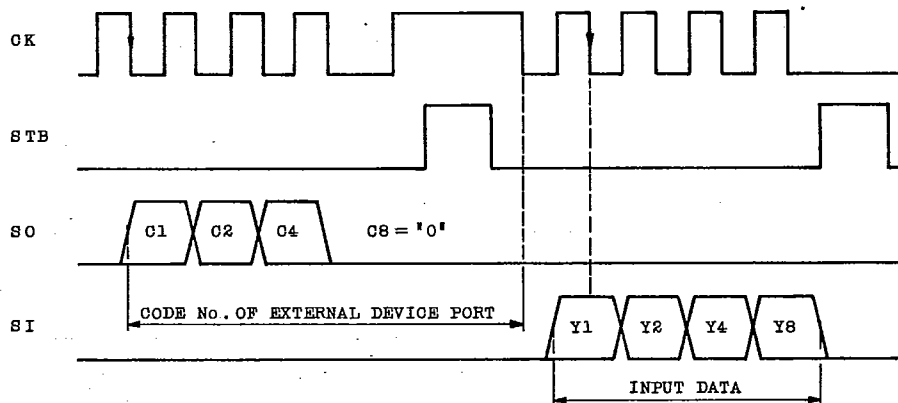 CK
STB
SO
C1 C2 C4 C8 = "0"
CODE No. OF EXTERNAL DEVICE PORT
SI
Y1 Y2 Y4 Y8
INPUT DATA